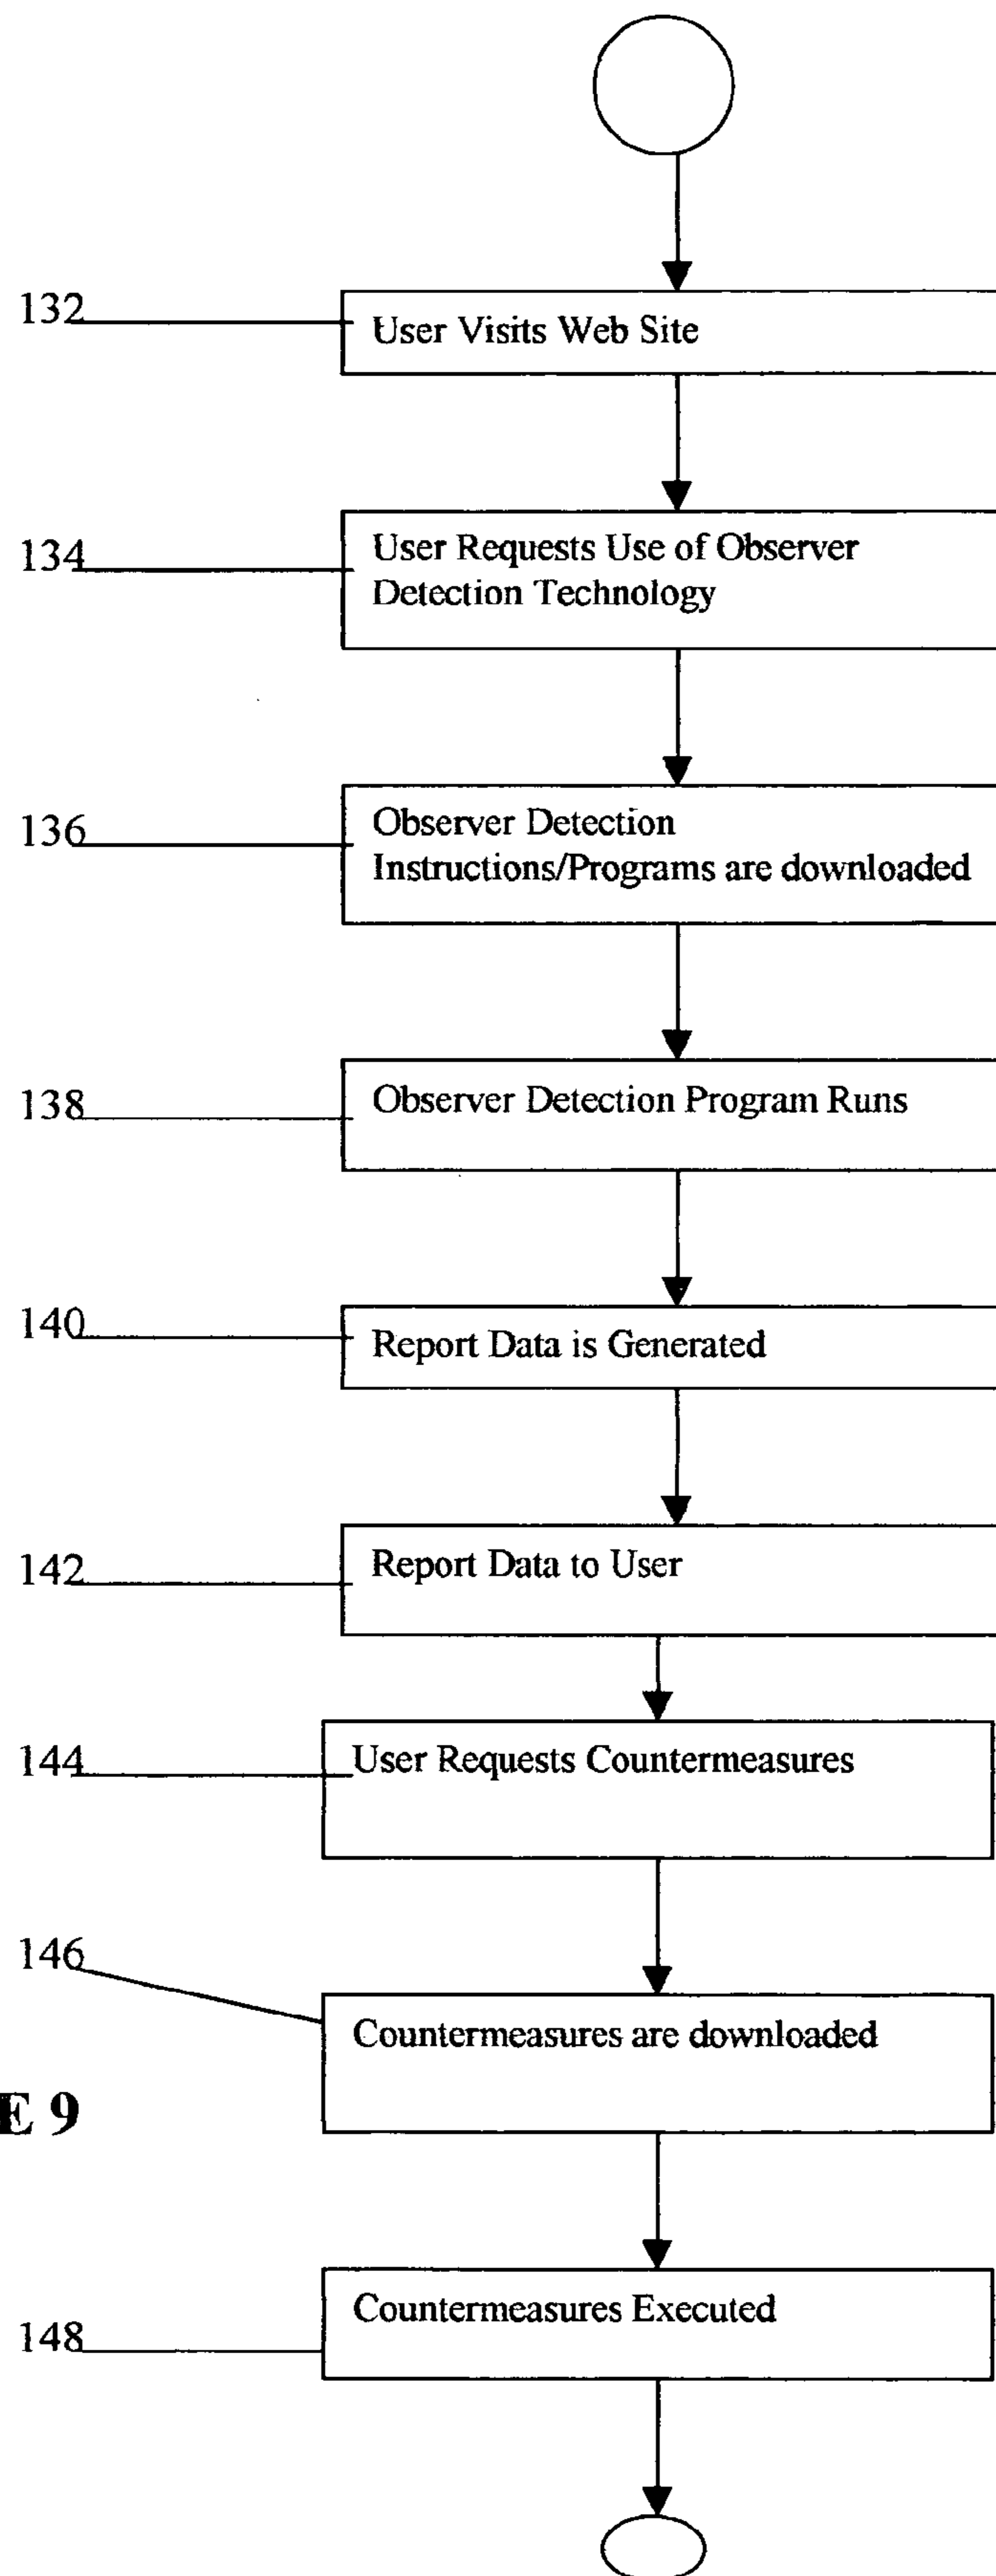 132
User Visits Web Site
134
User Requests Use of Observer
Detection Technology
136
Observer Detection
Instructions/Programs are downloaded
138
Observer Detection Program Runs
140
Report Data is Generated
142
Report Data to User
144
User Requests Countermeasures
146
Countermeasures are downloaded
E 9
Countermeasures Executed
148